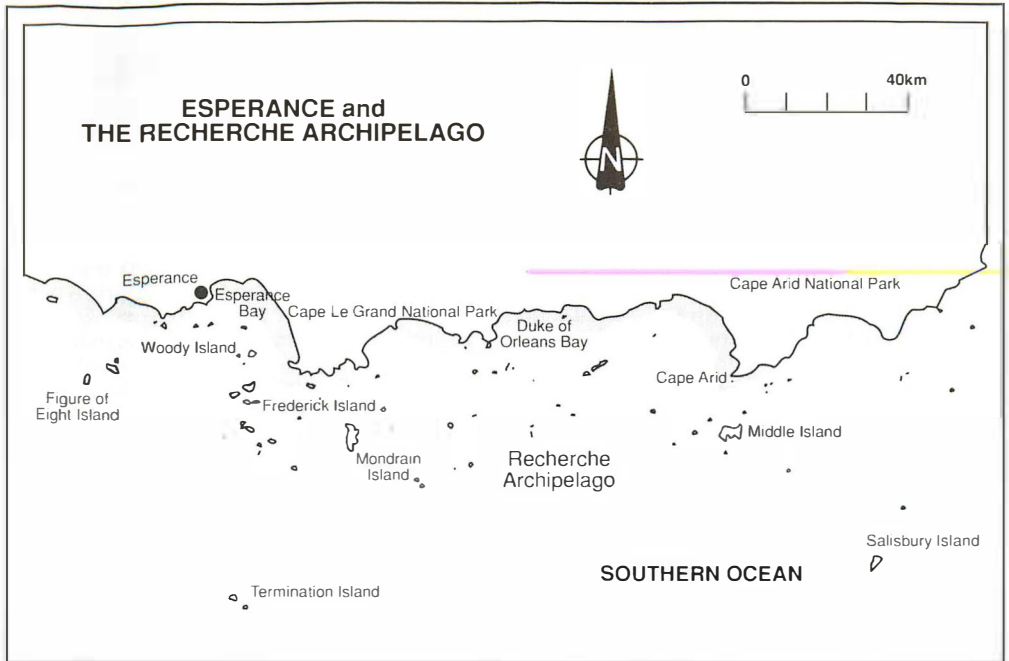 ESPERANCE and
THE RECHERCHE ARCHIPELAGO
0 40km
N
Esperance
Esperance
Bay
Cape Le Grand National Park
Cape Arid National Park
Duke of
Orleans Bay
Woody Island
Cape Arid
Figure of
Eight Island
Frederick Island
Middle Island
Mondrain
Island
Recherche
Archipelago
Salisbury Island
SOUTHERN OCEAN
Termination Island